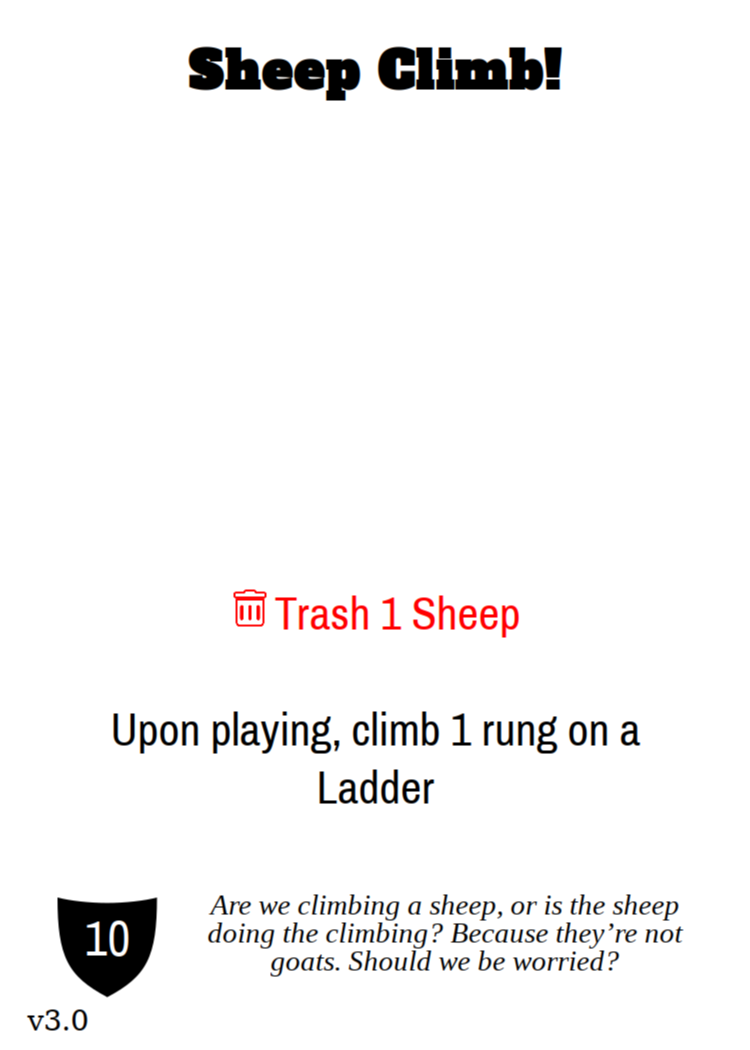 Sheep Climb!
Trash 1 Sheep
Upon playing, climb 1 rung on a
Ladder
10
Are we climbing a sheep, or is the sheep
doing the climbing? Because they’re not
goats. Should we be worried?
v3.0